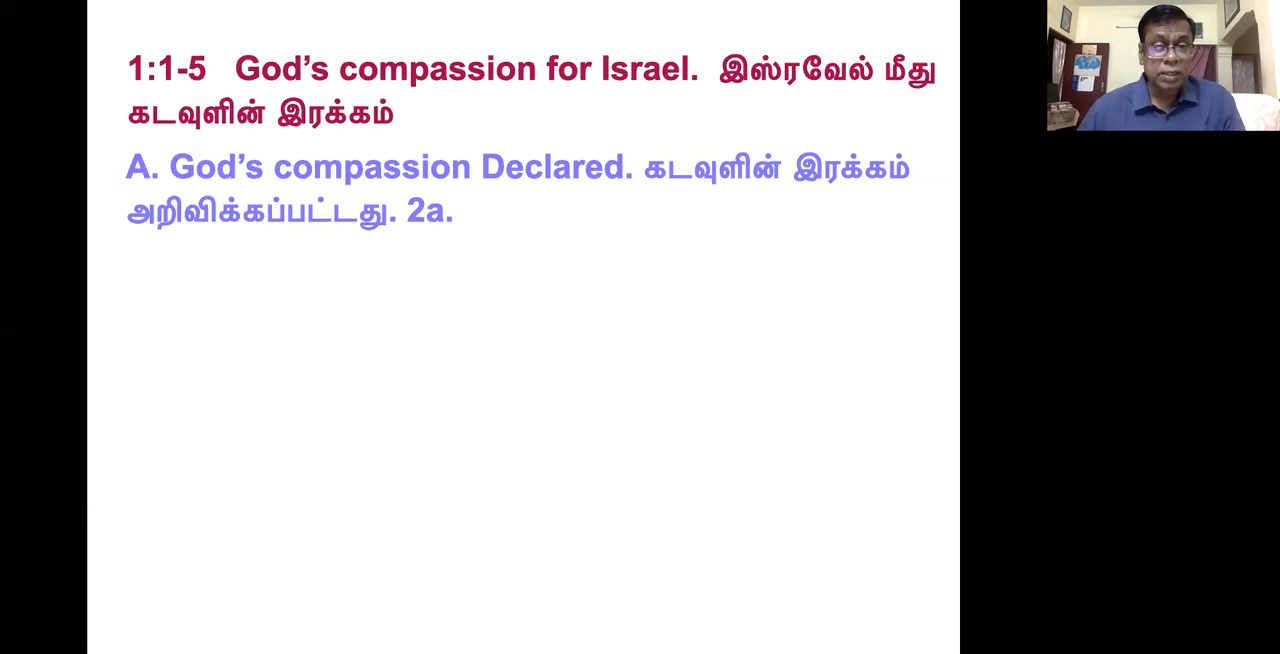 1:1-5 God’s compassion for Israel. இஸ்ரவேல் மீது
கடவுளின் இரக்கம்
A. God’s compassion Declared. கடவுளின் இரக்கம்
அறிவிக்கப்பட்டது. 2a.